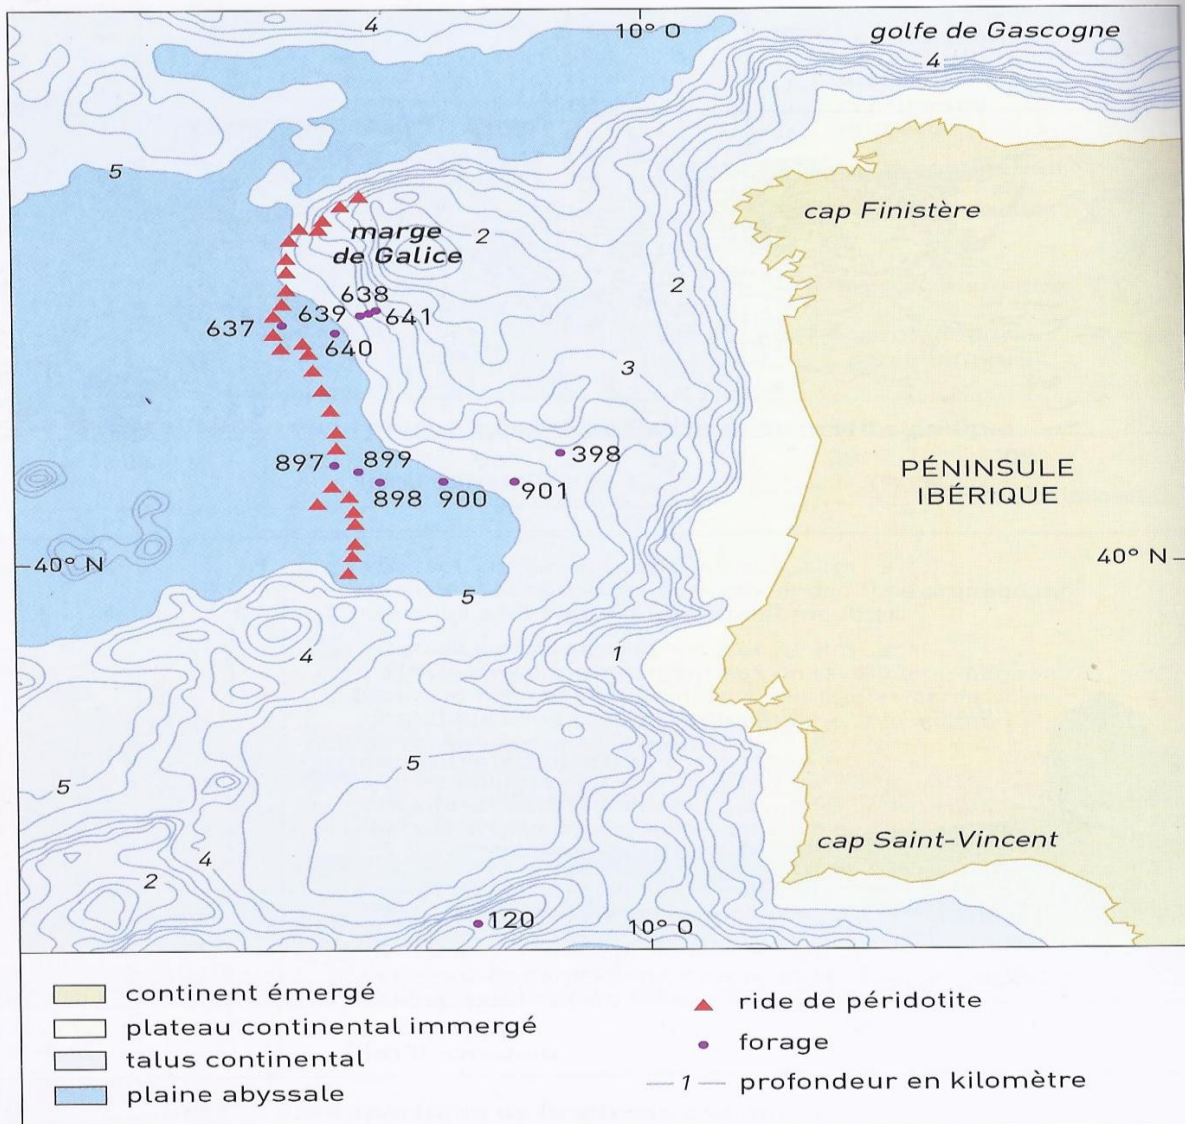 4
10° O
golfe de Gascogne
4
5
cap Finistère
marge
de Galice
2
2
638
639
641
637
640
3
398
897
899
898
900
901
PÉNINSULE
IBÉRIQUE
40° N
40° N
5
4
1
5
5
cap Saint-Vincent
4
2
120
10° O
continent émergé
plateau continental immergé
talus continental
plaine abyssale
ride de péridotite
forage
1
profondeur en kilomètre